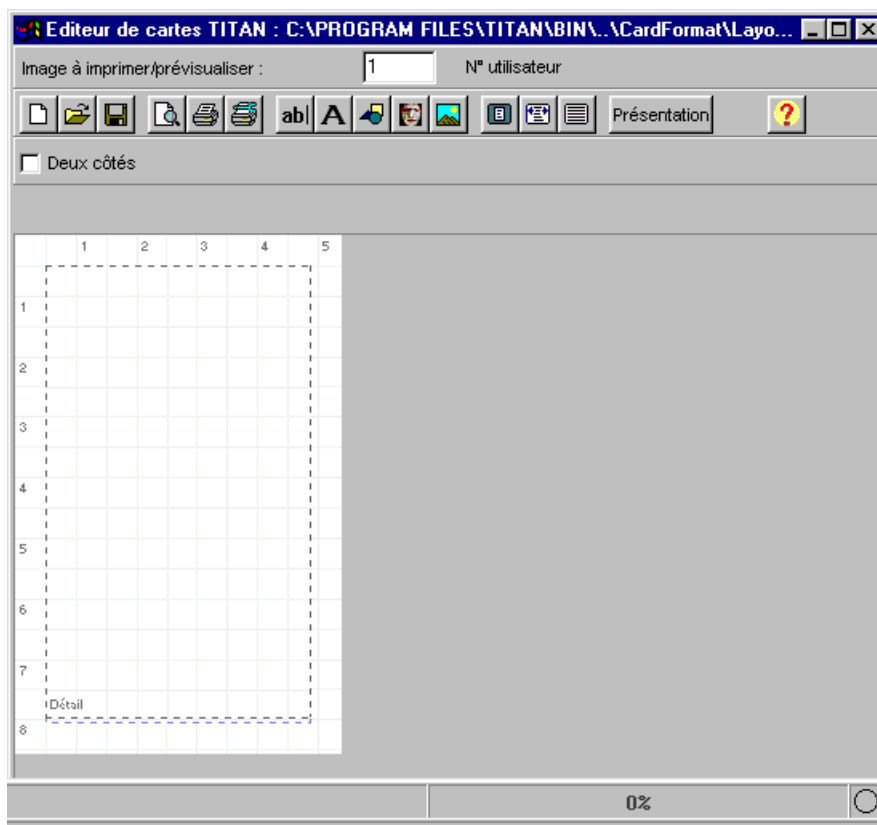 Editeur de cartes TITAN : C:\PROGRAM FILES\TITAN\BIN\..\CardFormat\Layo...
Image à imprimer/prévisualiser : 1 N° utilisateur
abl A Présentation ?
Deux côtés
1 2 3 4 5
1
2
3
4
5
6
7
Détail
8
0%